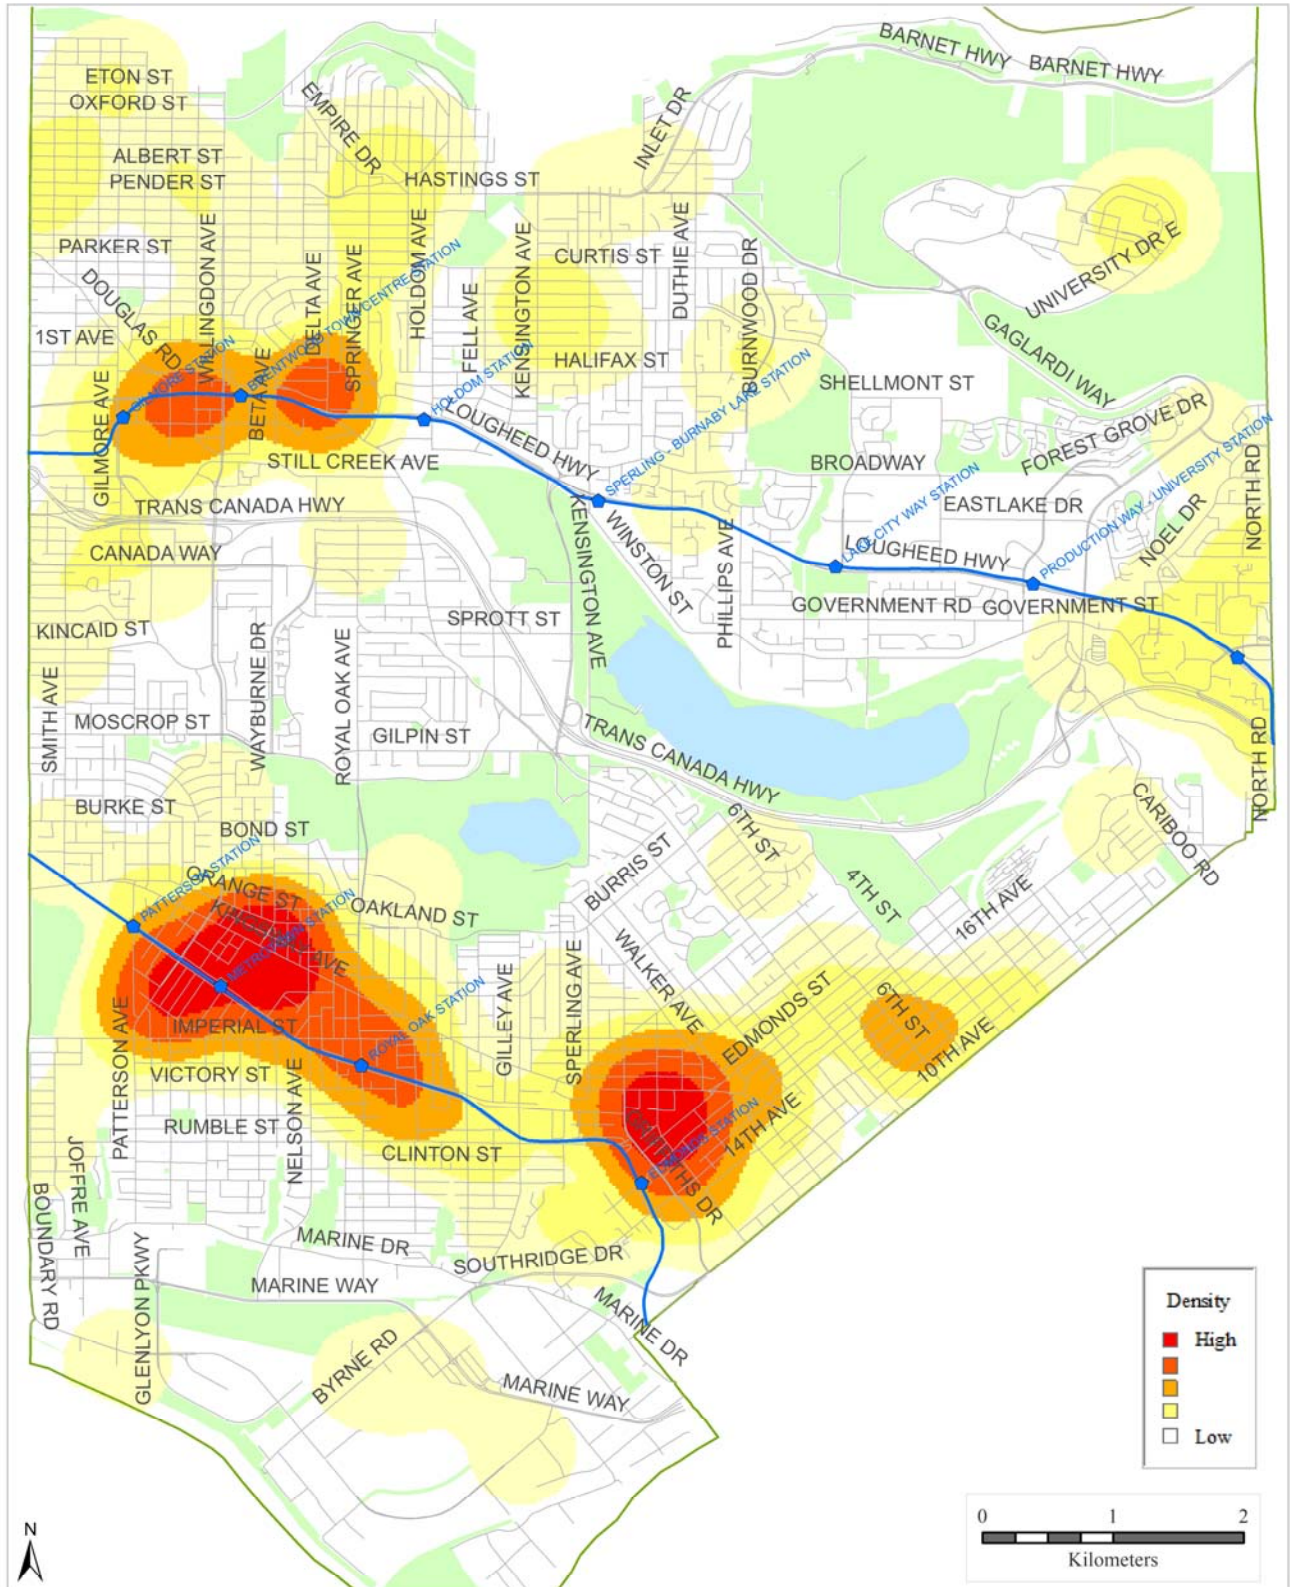 BARNET HWY
BARNET HWY
ETON ST
OXFORD ST
EMPIRE DR
INLET DR
ALBERT ST
PENDER ST
HASTINGS ST
PARKER ST
WILLINGDON AVE
DELTA AVE
SPRINGER AVE
HOLDOM AVE
KENSINGTON AVE
CURTIS ST
DUTHIE AVE
BURNWOOD DR
UNIVERSITY DR E
DOUGLAS RD
BRENTWOOD TOWN CENTRE STATION
1ST AVE
GILMORE STATION
FELL AVE
HALIFAX ST
GAGLARDI WAY
GILMORE AVE
BETA AVE
HOLDOM STATION
SHELLMONT ST
SPERLING - BURNABY LAKE STATION
LOUGHEED HWY
FOREST GROVE DR
STILL CREEK AVE
BROADWAY
PRODUCTION WAY - UNIVERSITY STATION
NORTH RD
TRANS CANADA HWY
EASTLAKE DR
LAKE CITY WAY STATION
NOEL DR
CANADA WAY
KENSINGTON AVE
WINSTON ST
PHILLIPS AVE
LOUGHEED HWY
GOVERNMENT RD
GOVERNMENT ST
KINCAID ST
SPROTT ST
WAYBURNE DR
ROYAL OAK AVE
SMITH AVE
MOSCROP ST
GILPIN ST
TRANS CANADA HWY
NORTH RD
BURKE ST
BOND ST
6TH ST
CARIBOO RD
PATTERSON STATION
ORANGE ST
BURRIS ST
4TH ST
16TH AVE
OAKLAND ST
METROTOWN STATION
WALKER AVE
SPERLING AVE
GILLEY AVE
ROYAL OAK STATION
EDMONDS ST
6TH ST
10TH AVE
IMPERIAL ST
PATTERSON AVE
VICTORY ST
NELSON AVE
RUMBLE ST
CLINTON ST
GRIFFITHS DR
EDMONDS STATION
14TH AVE
JOFFRE AVE
BOUNDARY RD
GLENLYON PKWY
MARINE DR
SOUTHRIDGE DR
MARINE WAY
MARINE DR
BYRNE RD
MARINE WAY
Density
High
Low
0 1 2
Kilometers
N